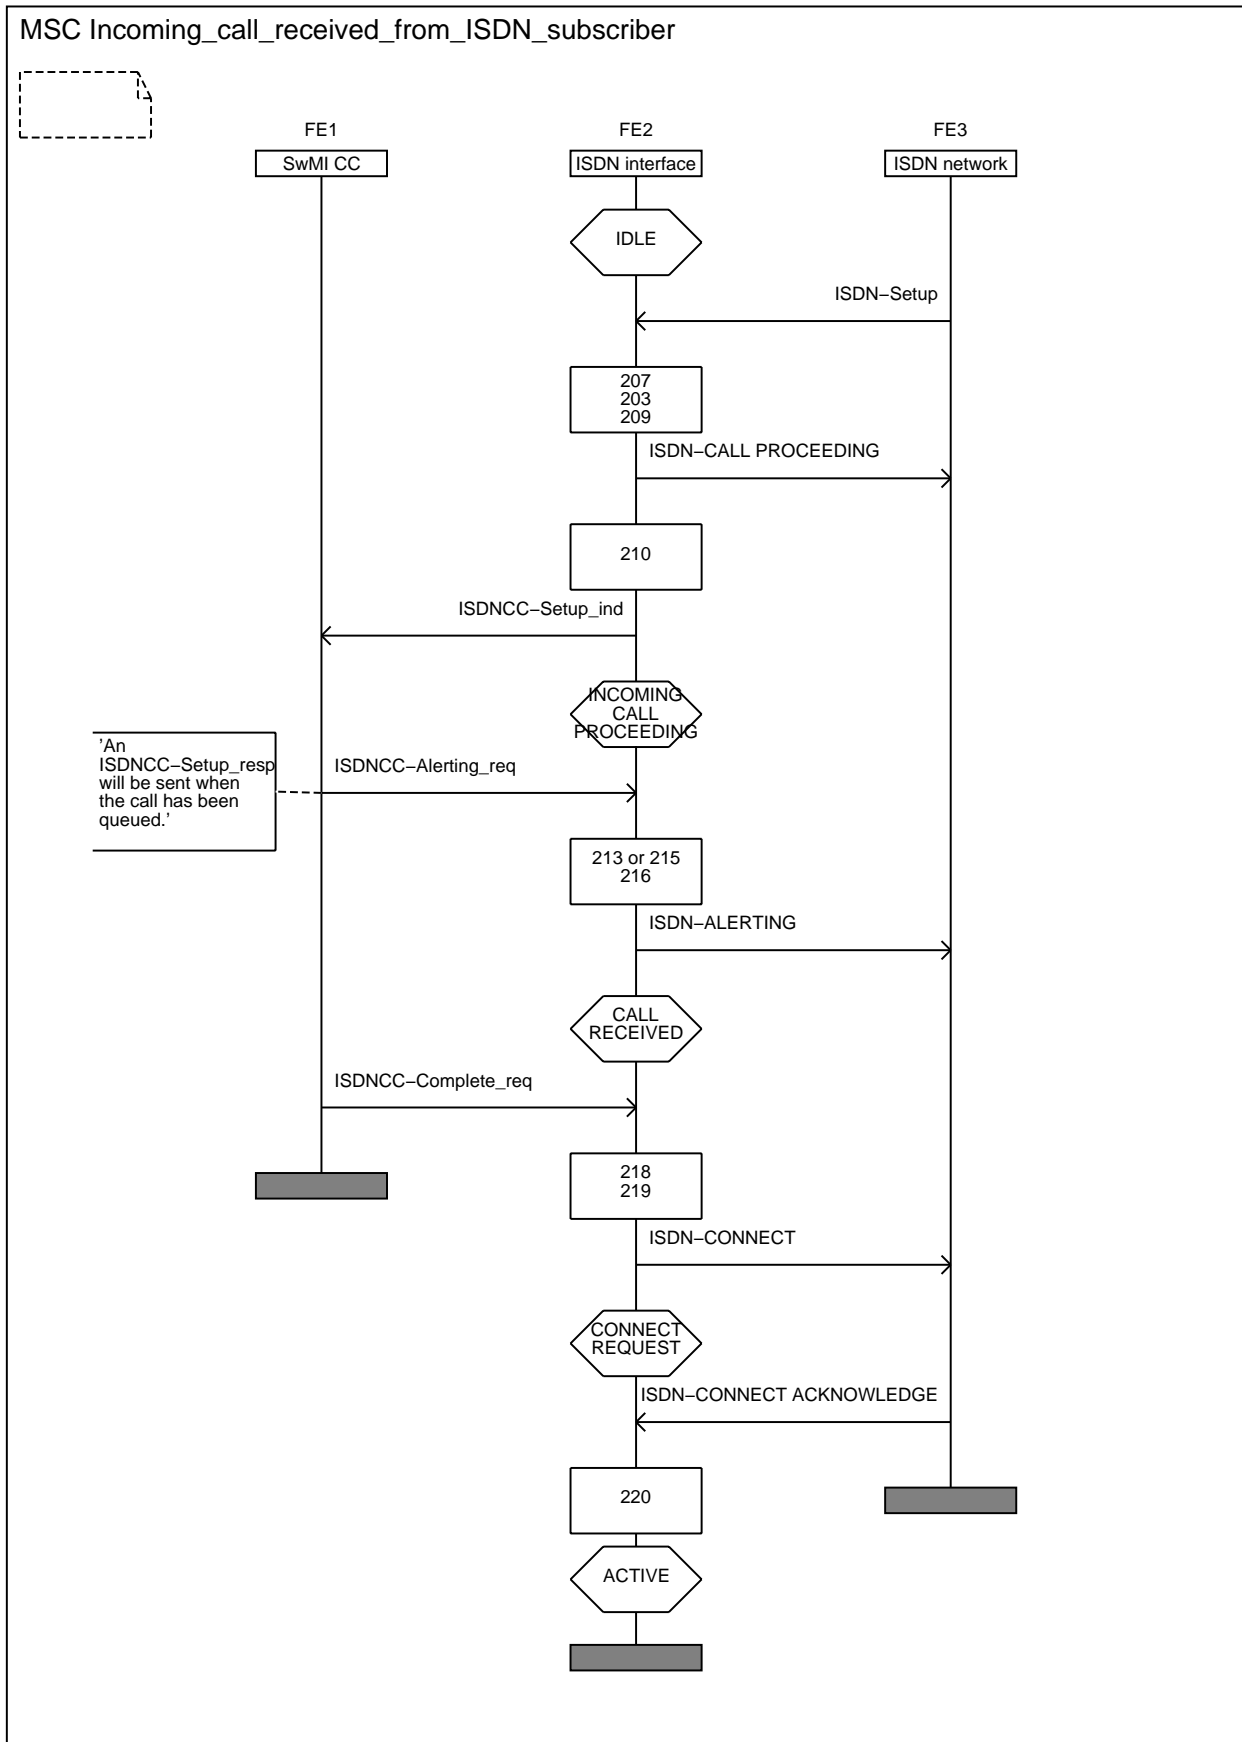 MSC Incoming_call_received_from_ISDN_subscriber
FE1
FE2
FE3
SwMI CC
ISDN interface
ISDN network
IDLE
ISDN−Setup
207
203
209
ISDN−CALL PROCEEDING
210
ISDNCC−Setup_ind
INCOMING
CALL
PROCEEDING
'An
ISDNCC−Setup_resp
will be sent when
the call has been
queued.'
ISDNCC−Alerting_req
213 or 215
216
ISDN−ALERTING
CALL
RECEIVED
ISDNCC−Complete_req
218
219
ISDN−CONNECT
CONNECT
REQUEST
ISDN−CONNECT ACKNOWLEDGE
220
ACTIVE